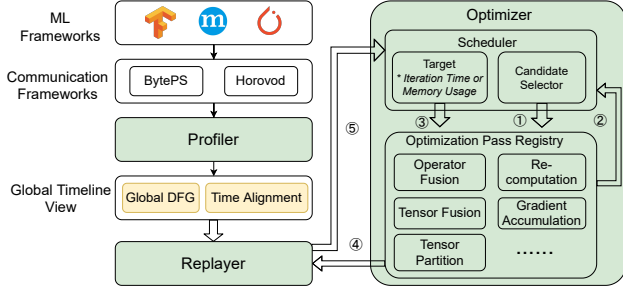 ML
Frameworks
m
Communication
Frameworks
BytePS
Horovod
Profiler
Global Timeline
View
Global DFG
Time Alignment
Replayer
⑤
④
Optimizer
Scheduler
Target
* Iteration Time or
Memory Usage
Candidate
Selector
③
①
②
Optimization Pass Registry
Operator
Fusion
Re-
computation
Tensor Fusion
Gradient
Accumulation
Tensor
Partition
······